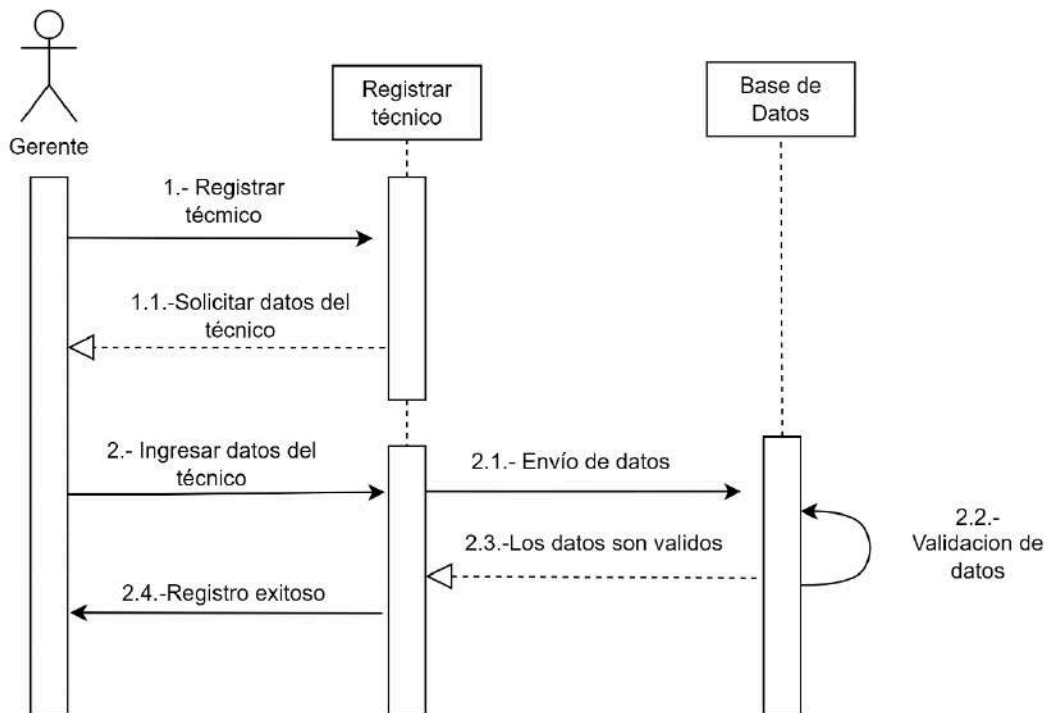 Gerente
Registrar
técnico
Base de
Datos
1.- Registrar
técmico
1.1.-Solicitar datos del
técnico
2.- Ingresar datos del
técnico
2.1.- Envío de datos
2.2.-
Validacion de
datos
2.3.-Los datos son validos
2.4.-Registro exitoso